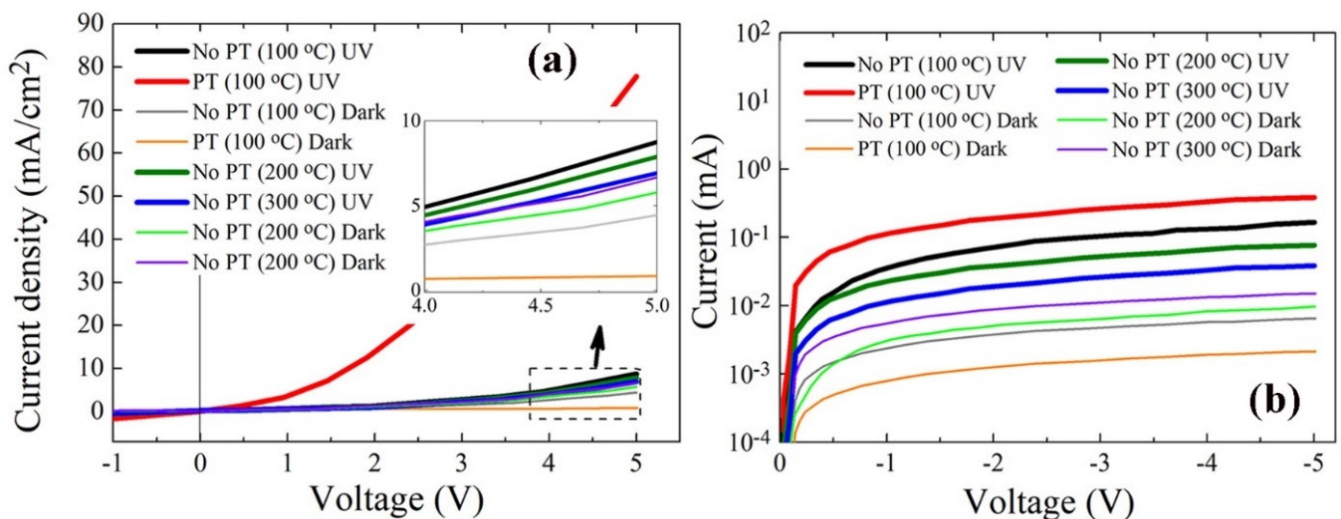 90
80
70
60
50
40
30
20
10
0
Current density (mA/cm²)
No PT (100 ºC) UV
PT (100 ºC) UV
No PT (100 ºC) Dark
PT (100 ºC) Dark
No PT (200 ºC) UV
No PT (300 ºC) UV
No PT (200 ºC) Dark
No PT (200 ºC) Dark
(a)
10
5
0
4.0 4.5 5.0
-1 0 1 2 3 4 5
Voltage (V)
10²
10¹
10⁰
10⁻¹
10⁻²
10⁻³
10⁻⁴
Current (mA)
No PT (100 ºC) UV
PT (100 ºC) UV
No PT (100 ºC) Dark
PT (100 ºC) Dark
No PT (200 ºC) UV
No PT (300 ºC) UV
No PT (200 ºC) Dark
No PT (300 ºC) Dark
(b)
0 -1 -2 -3 -4 -5
Voltage (V)